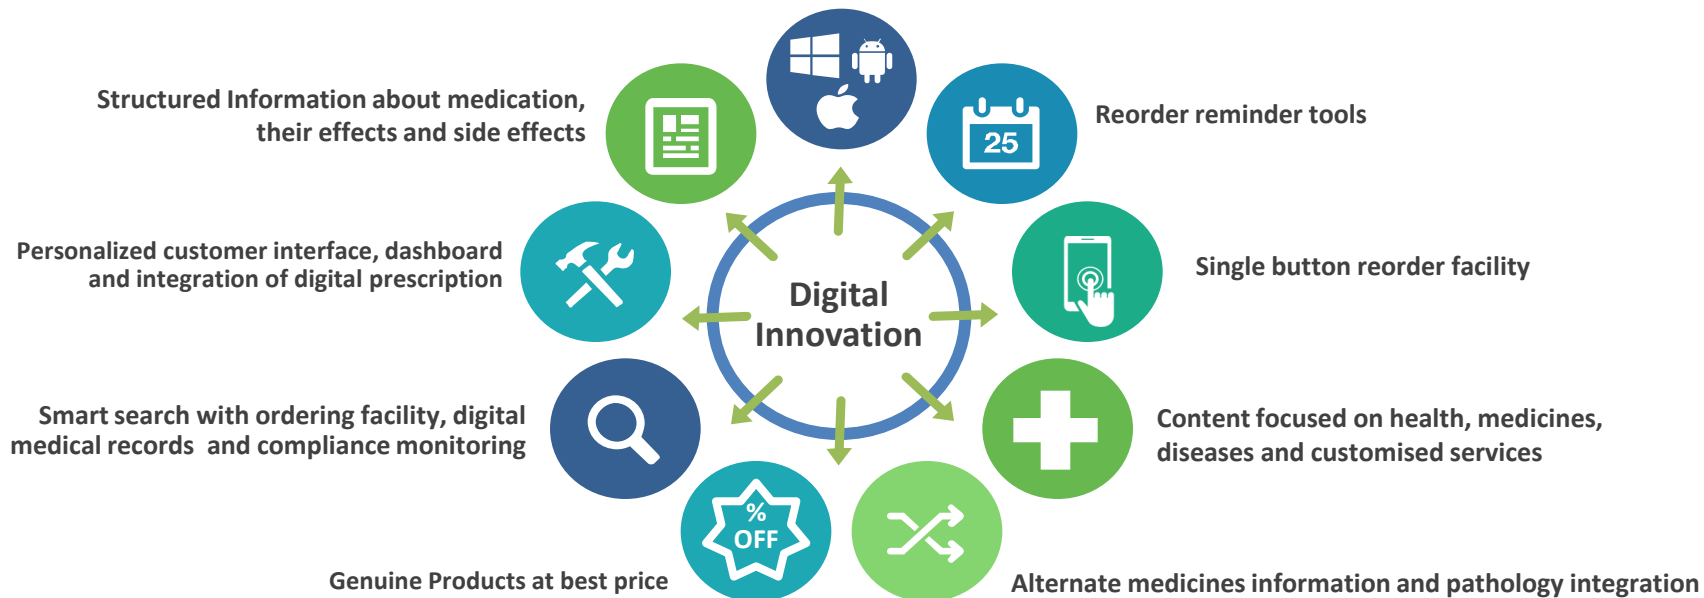 Structured Information about medication,
their effects and side effects
25
Reorder reminder tools
Personalized customer interface, dashboard
and integration of digital prescription
Digital
Innovation
Single button reorder facility
Smart search with ordering facility, digital
medical records  and compliance monitoring
Content focused on health, medicines,
diseases and customised services
%
OFF
Genuine Products at best price
Alternate medicines information and pathology integration